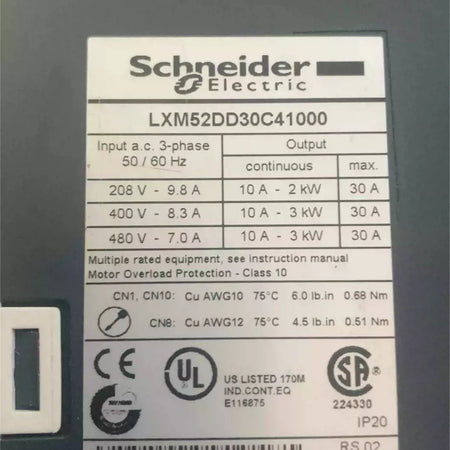 Schneider
Electric
LXM52DD30C41000
Input a.c. 3-phase
50 / 60 Hz
Output
continuous max.
208 V - 9.8 A 10 A - 2 kW 30 A
400 V - 8.3 A 10 A - 3 kW 30 A
480 V - 7.0 A 10 A - 3 kW 30 A
Multiple rated equipment, see instruction manual
Motor Overload Protection - Class 10
CN1, CN10: Cu AWG10 75°C 6.0 lb.in 0.68 Nm
CN8: Cu AWG12 75°C 4.5 lb.in 0.51 Nm
CE
UL
®
US LISTED 170M
IND.CONT.EQ
E116875
SA
®
224330
IP20
RS 02